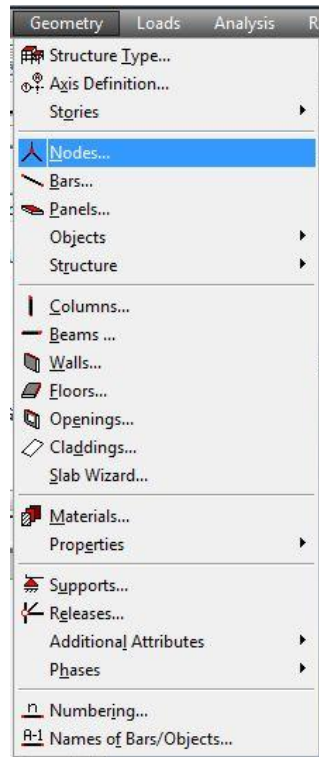 Geometry Loads Analysis R
Structure Type...
Axis Definition...
Stories
Nodes...
Bars...
Panels...
Objects
Structure
Columns...
Beams ...
Walls...
Floors...
Openings...
Claddings...
Slab Wizard...
Materials...
Properties
Supports...
Releases...
Additional Attributes
Phases
n Numbering...
A-1 Names of Bars/Objects...